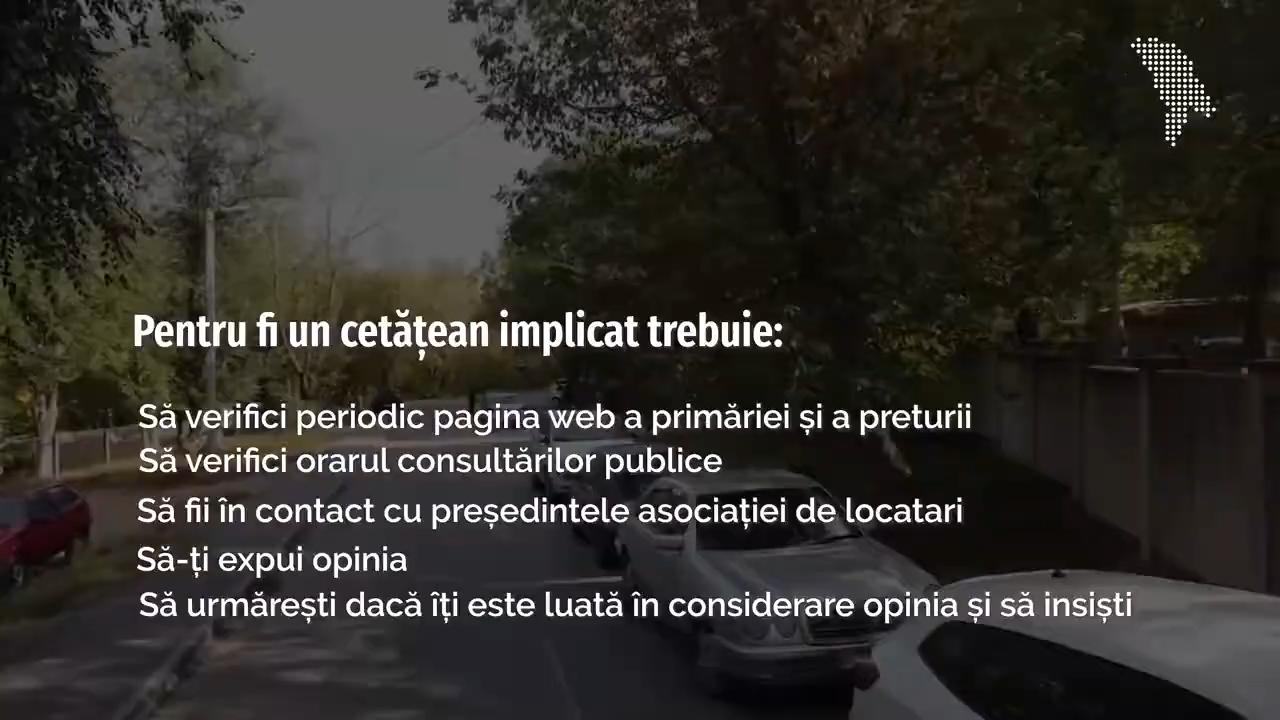 Pentru fi un cetățean implicat trebuie:
Să verifici periodic pagina web a primăriei și a preturii
Să verifici orarul consultărilor publice
Să fii în contact cu președintele asociației de locatari
Să-ți expui opinia
Să urmărești dacă îți este luată în considerare opinia și să insiști